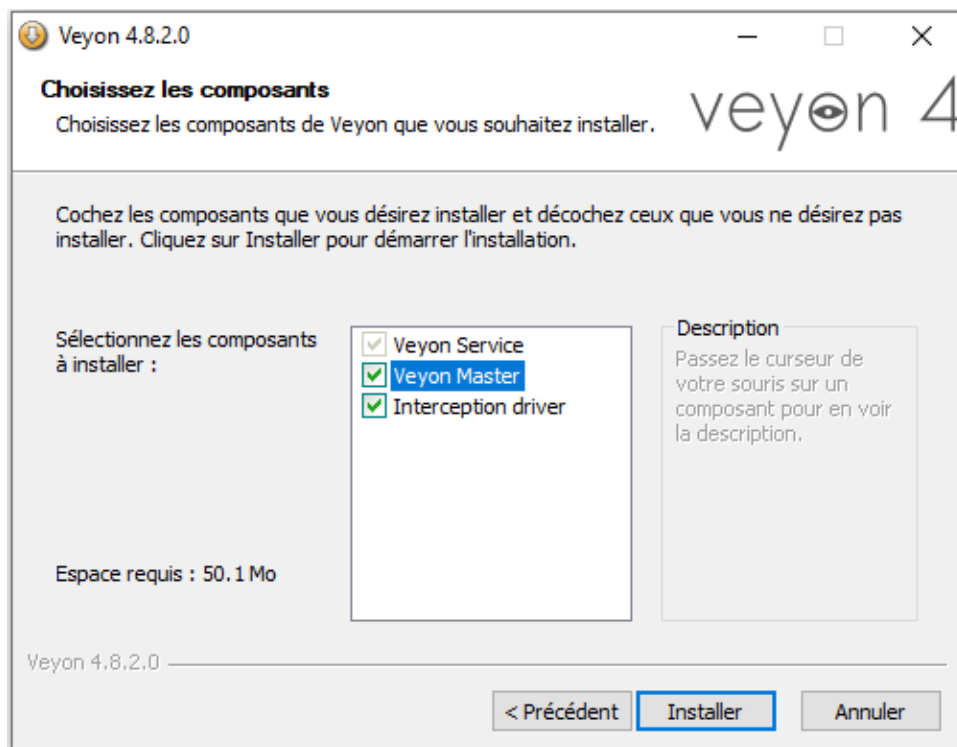 Veyon 4.8.2.0
Choisissez les composants
Choisissez les composants de Veyon que vous souhaitez installer.
veyon 4
Cochez les composants que vous désirez installer et décochez ceux que vous ne désirez pas
installer. Cliquez sur Installer pour démarrer l'installation.
Sélectionnez les composants
à installer :
Veyon Service
Veyon Master
Interception driver
Description
Passez le curseur de
votre souris sur un
composant pour en voir
la description.
Espace requis : 50.1 Mo
Veyon 4.8.2.0
< Précédent
Installer
Annuler